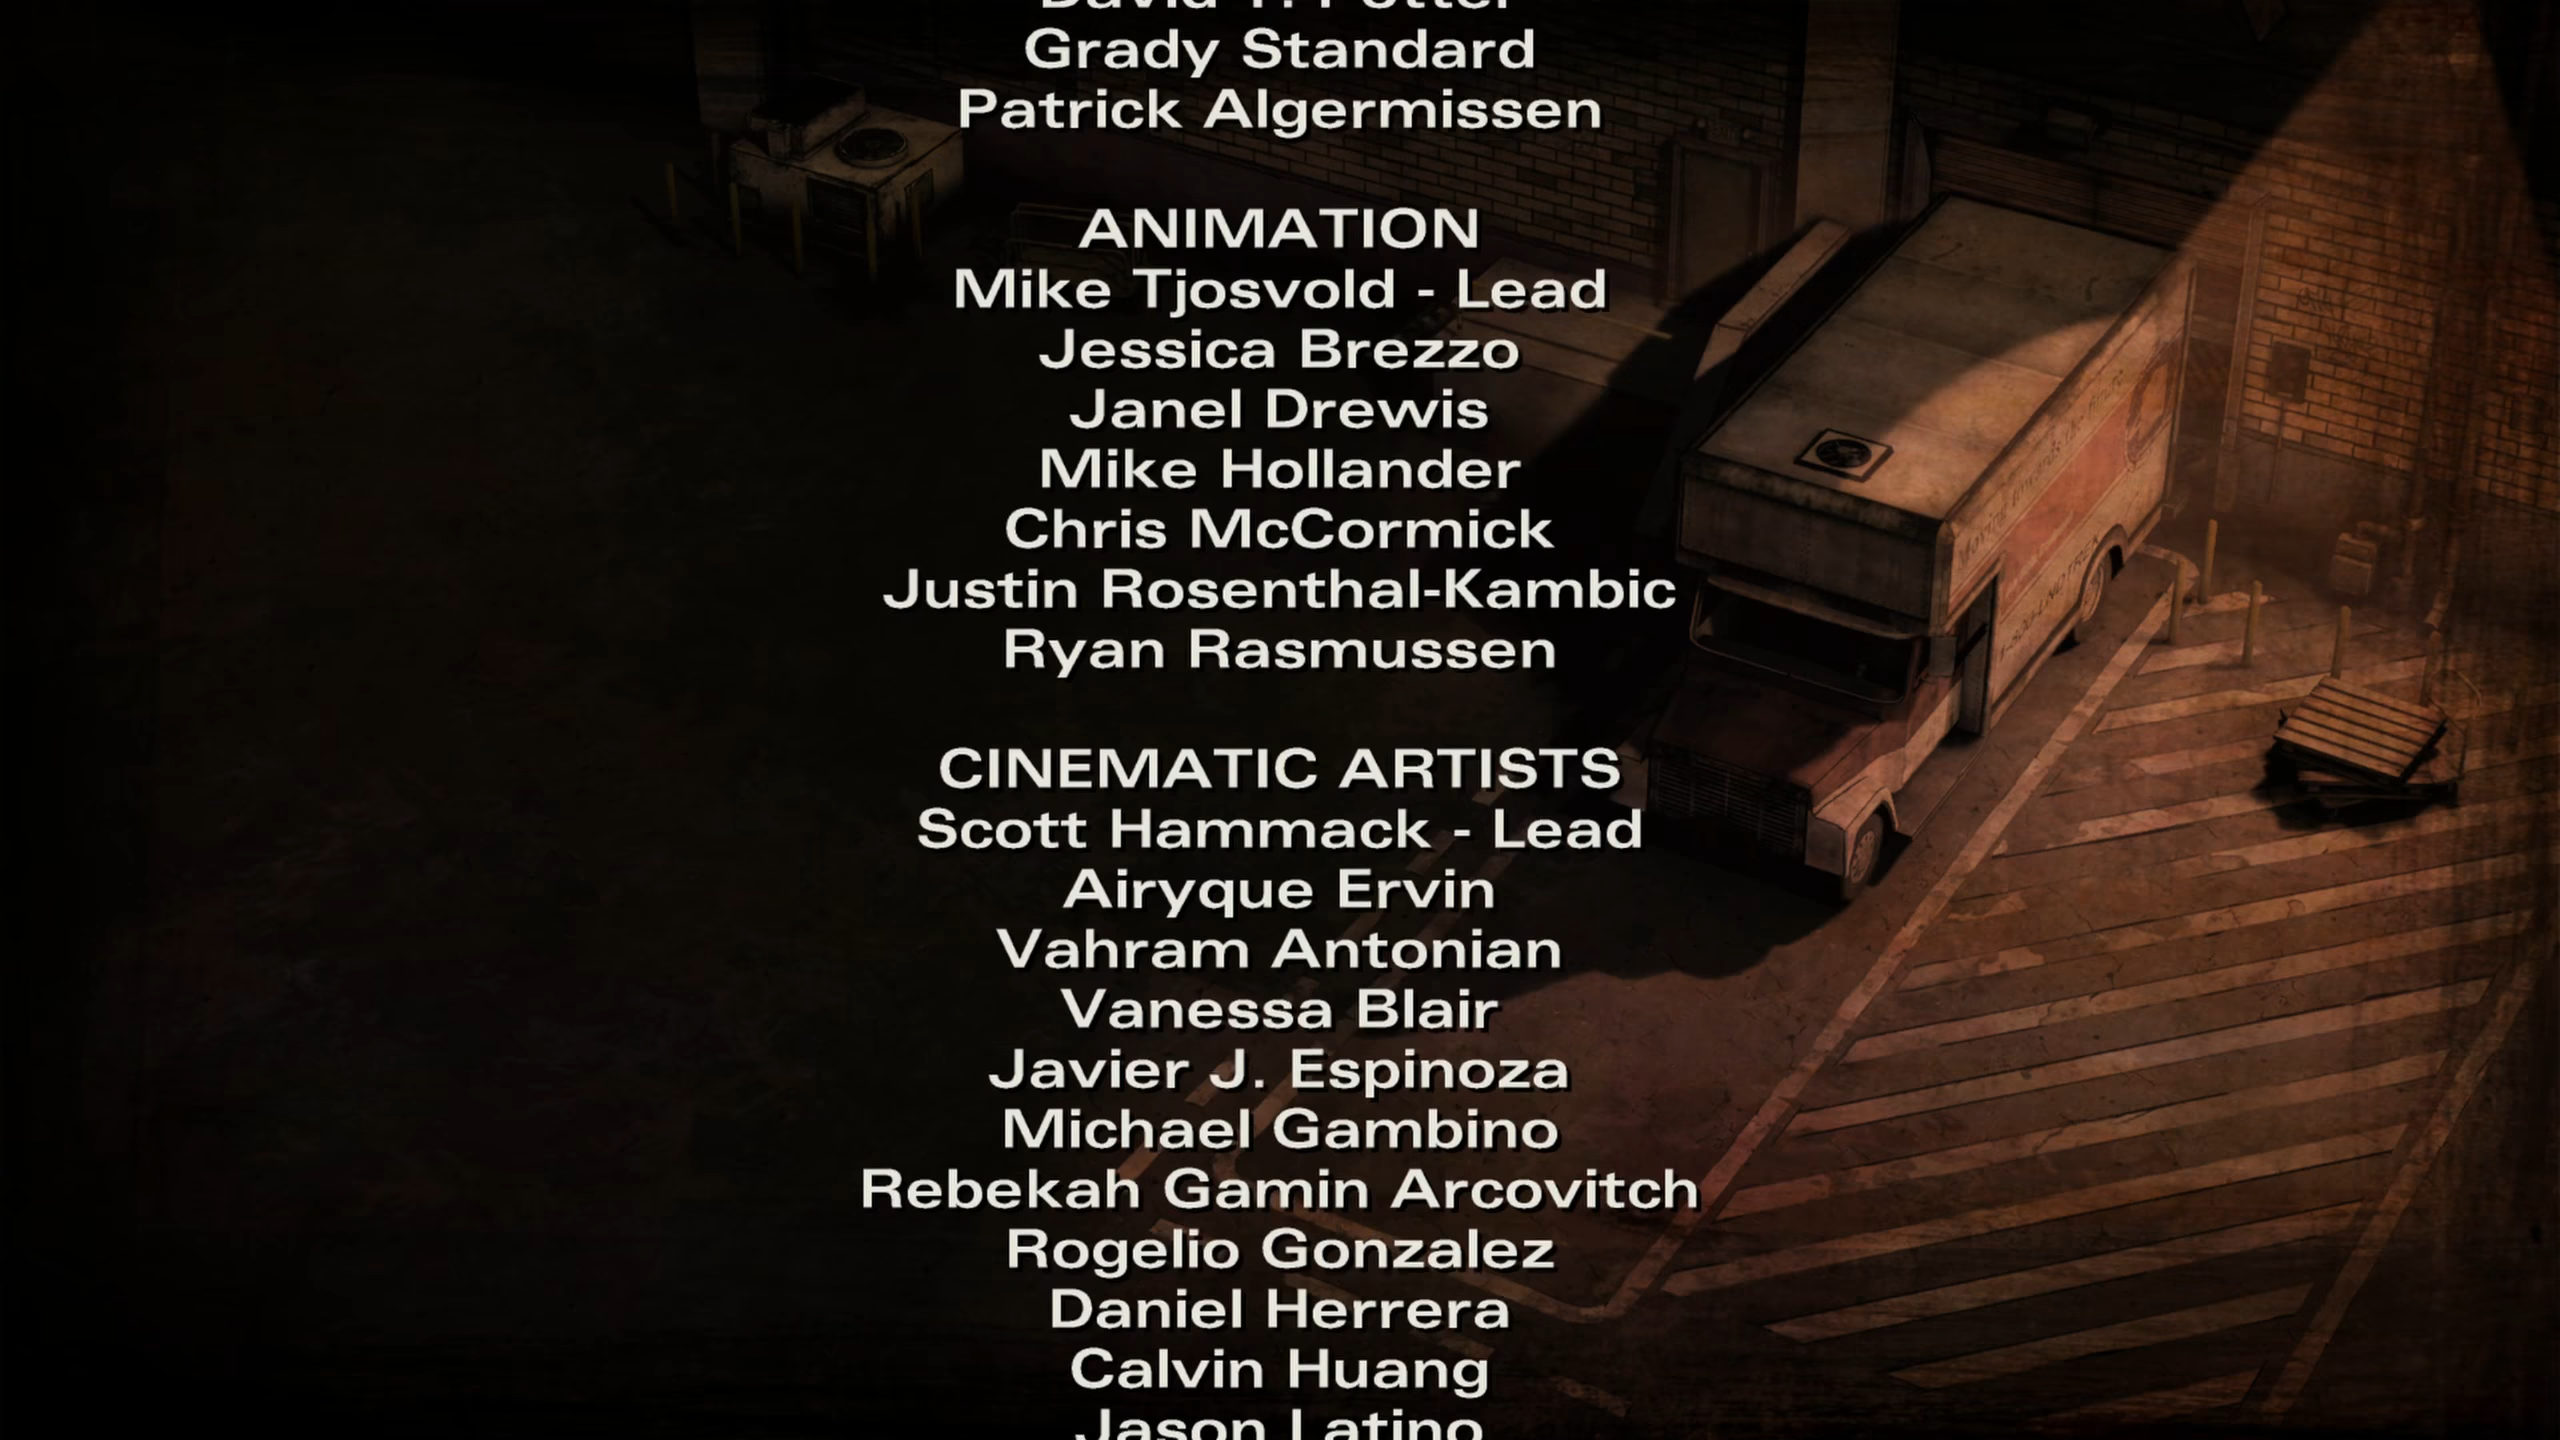 Grady Standard
Patrick Algermissen
ANIMATION
Mike Tjosvold - Lead
Jessica Brezzo
Janel Drewis
Mike Hollander
Chris McCormick
Justin Rosenthal-Kambic
Ryan Rasmussen
CINEMATIC ARTISTS
Scott Hammack - Lead
Airyque Ervin
Vahram Antonian
Vanessa Blair
Javier J. Espinoza
Michael Gambino
Rebekah Gamin Arcovitch
Rogelio Gonzalez
Daniel Herrera
Calvin Huang
Jason Latino